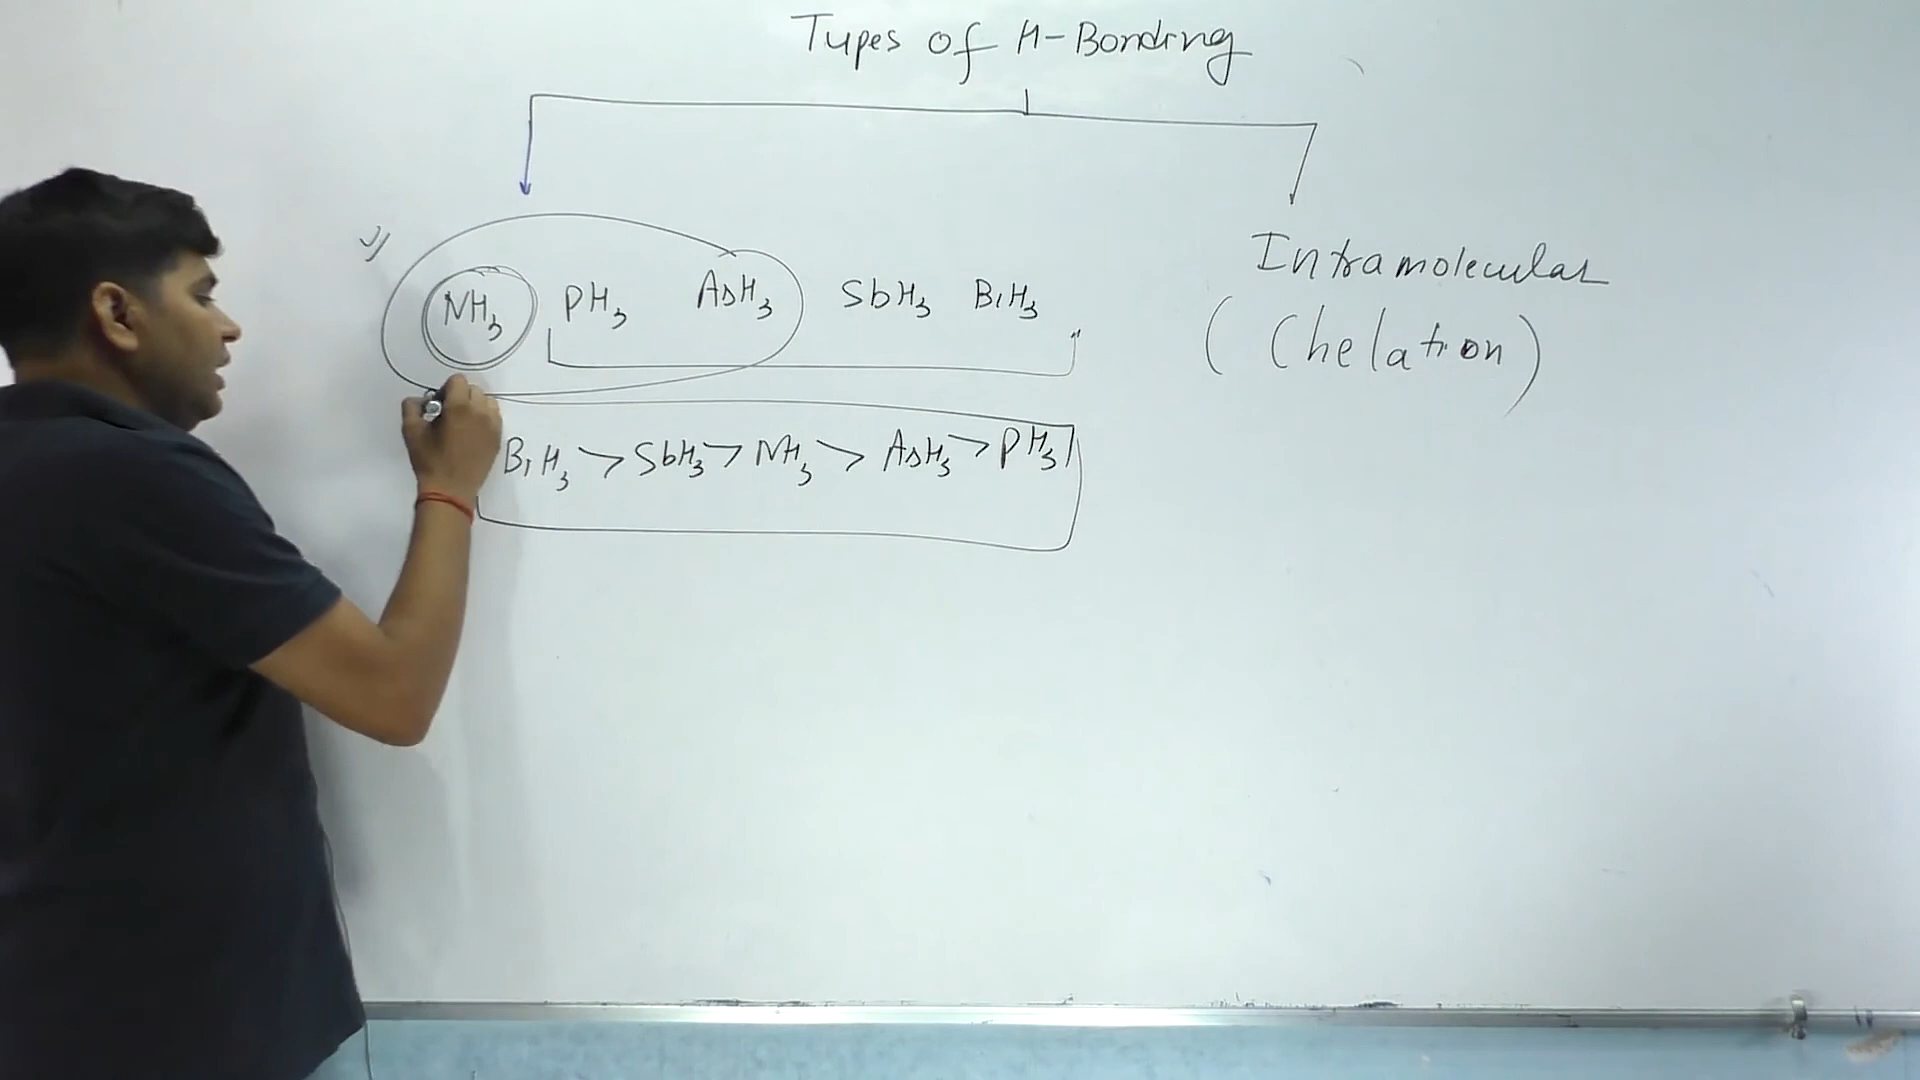 Types of H-Bonding
NH3 PH3 AsH3 SbH3 BiH3
Intramolecular
(Chelation)
BiH3 > SbH3 > NH3 > AsH3 > PH3